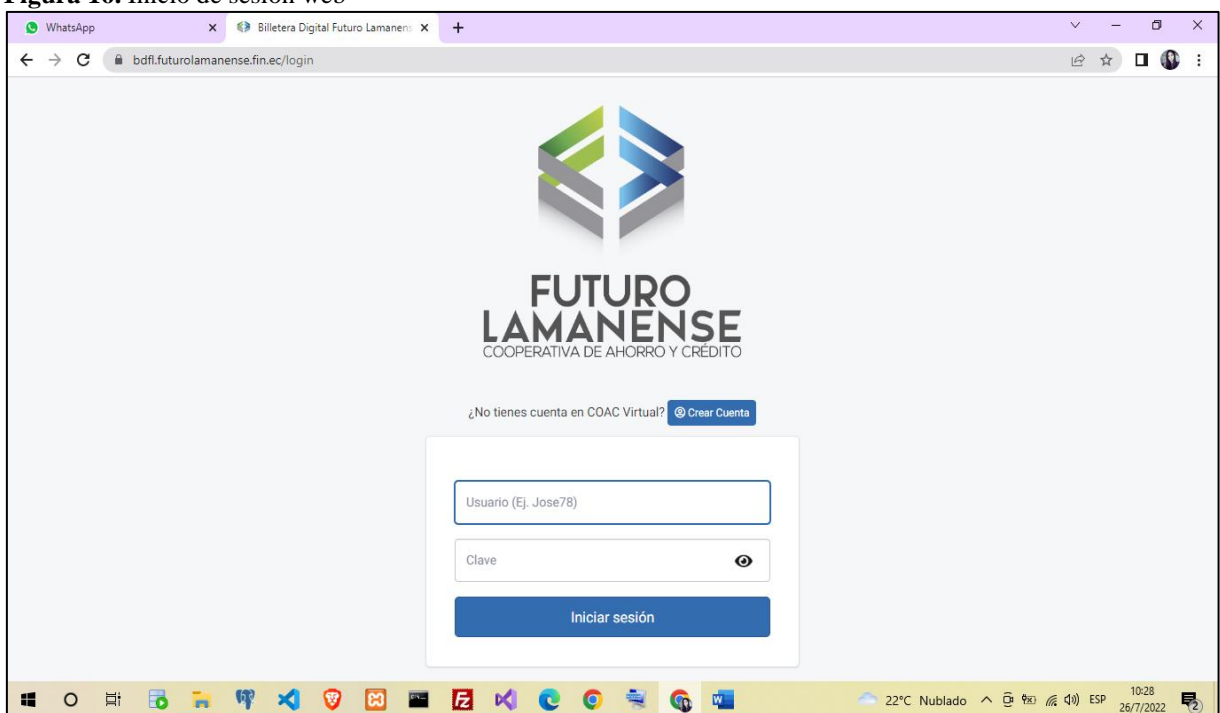 Figura 16. Inicio de sesión web
WhatsApp
Billetera Digital Futuro Lamanens
bdfl.futurolamanense.fin.ec/login
FUTURO
LAMANENSE
COOPERATIVA DE AHORRO Y CRÉDITO
¿No tienes cuenta en COAC Virtual? Crear Cuenta
Usuario (Ej. Jose78)
Clave
Iniciar sesión
22°C Nublado ESP 10:28
26/7/2022 2